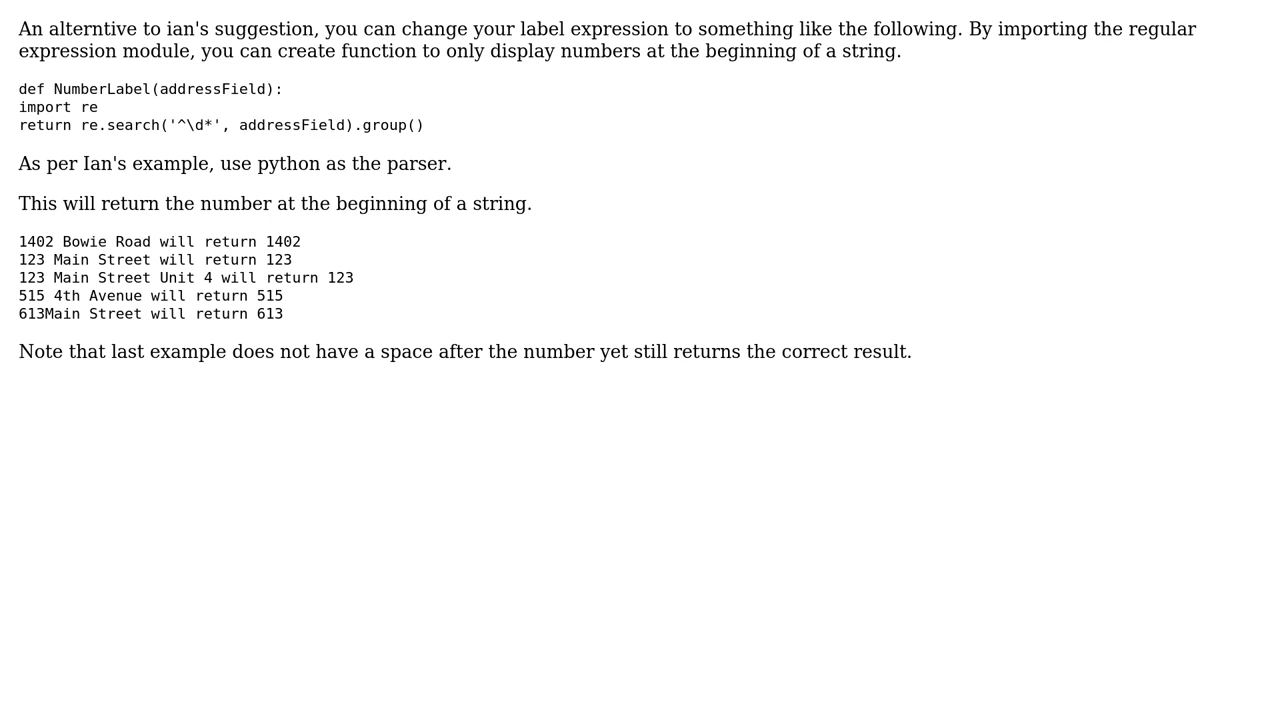 An alterntive to ian's suggestion, you can change your label expression to something like the following. By importing the regular
expression module, you can create function to only display numbers at the beginning of a string.
def NumberLabel(addressField):
import re
return re.search('^\d*', addressField).group()
As per Ian's example, use python as the parser.
This will return the number at the beginning of a string.
1402 Bowie Road will return 1402
123 Main Street will return 123
123 Main Street Unit 4 will return 123
515 4th Avenue will return 515
613Main Street will return 613
Note that last example does not have a space after the number yet still returns the correct result.